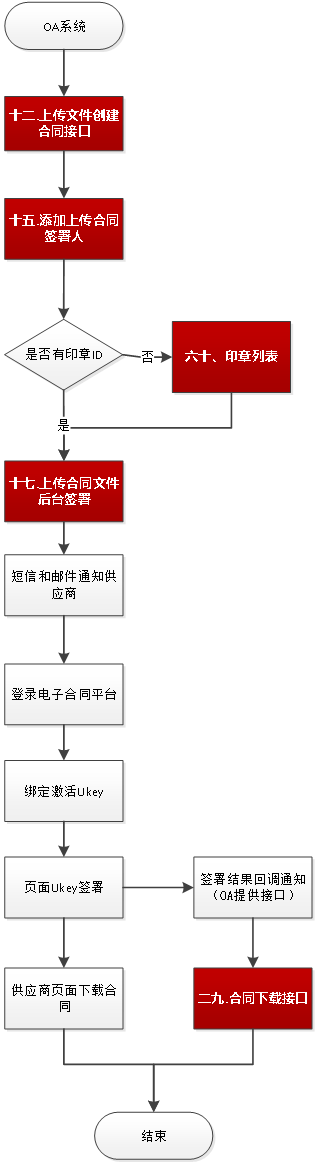 OA系统
十二.上传文件创建
合同接口
十五.添加上传合同
签署人
是否有印章ID
否
六十、印章列表
是
十七.上传合同文件
后台签署
短信和邮件通知供
应商
登录电子合同平台
绑定激活Ukey
页面Ukey签署
签署结果回调通知
（OA提供接口）
供应商页面下载合
同
二九.合同下载接口
结束